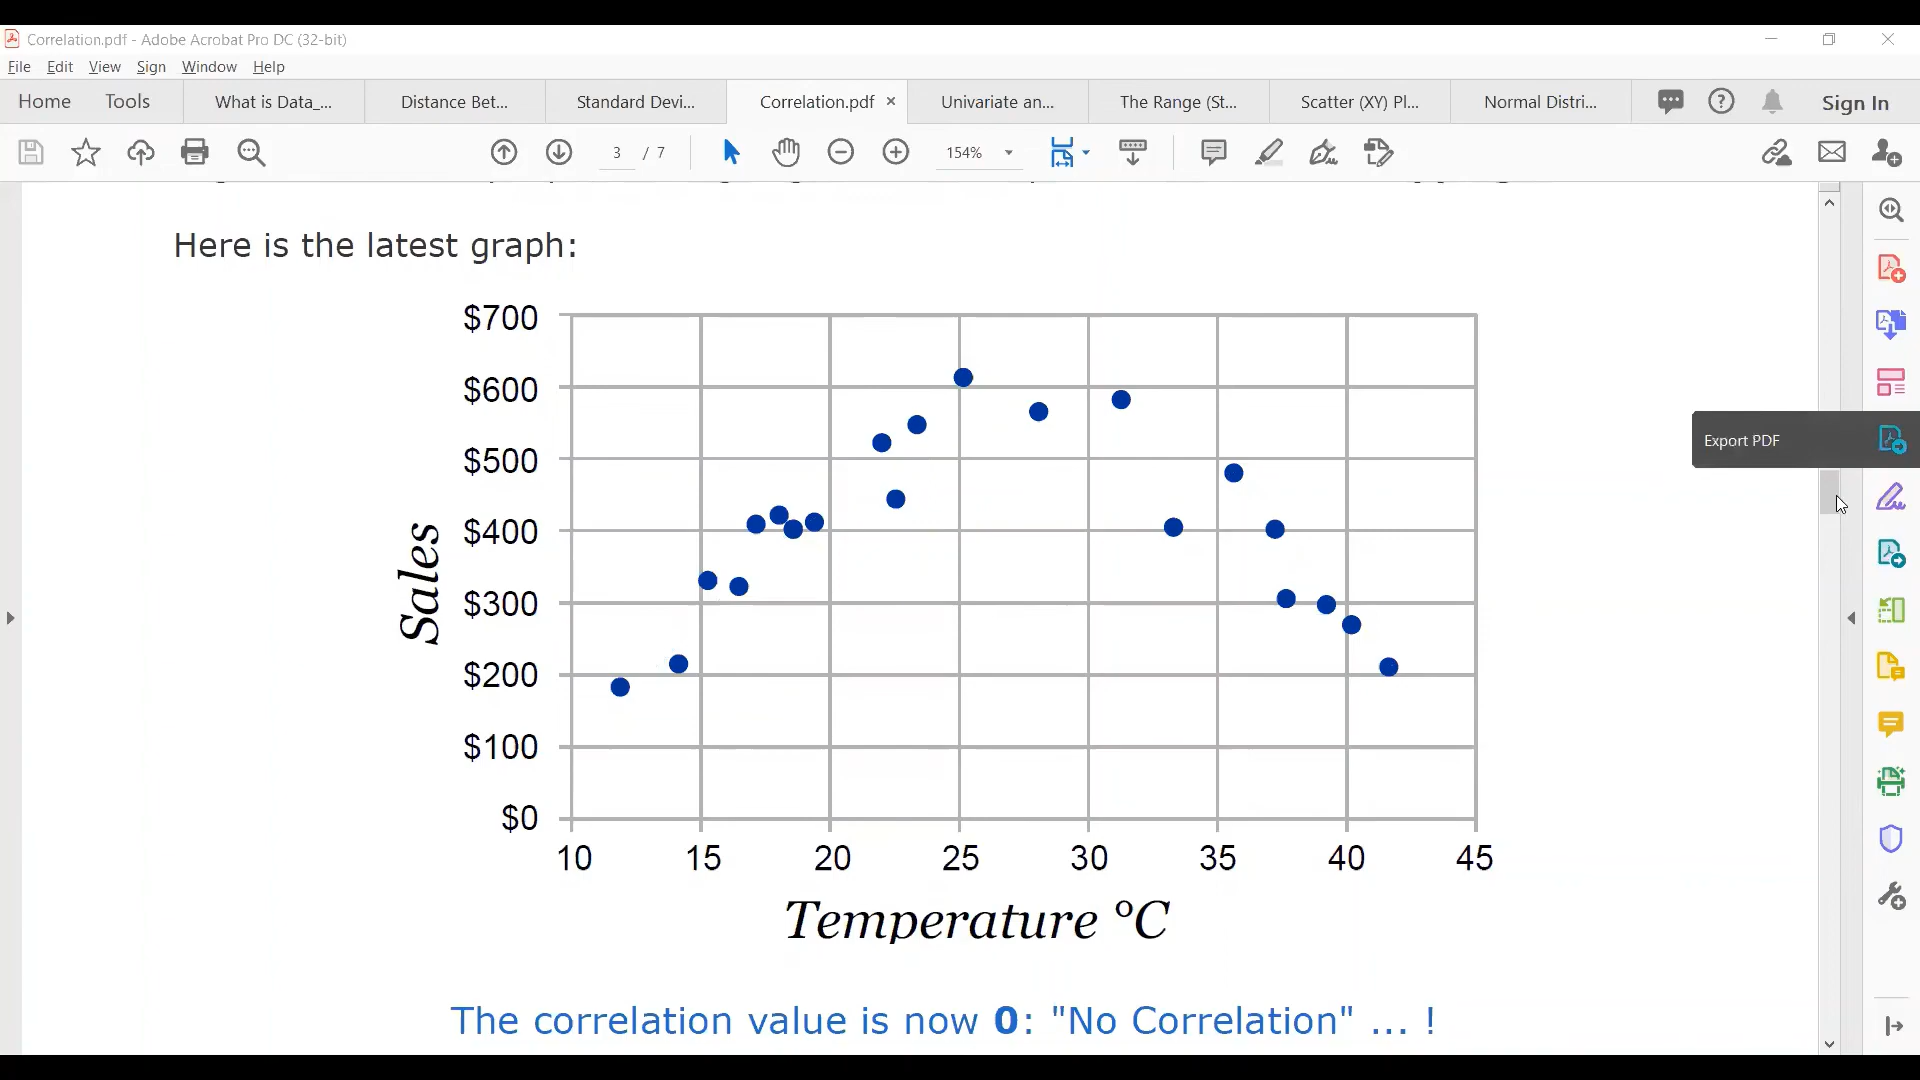 Correlation.pdf - Adobe Acrobat Pro DC (32-bit)
File Edit View Sign Window Help
Home Tools What is Data_... Distance Bet... Standard Devi... Correlation.pdf × Univariate an... The Range (St... Scatter (XY) Pl... Normal Distri... Sign In
3 / 7 154%
Here is the latest graph:
$700
$600
$500
$400
$300
$200
$100
$0
Sales
10 15 20 25 30 35 40 45
Temperature °C
Export PDF
The correlation value is now 0: "No Correlation" ... !